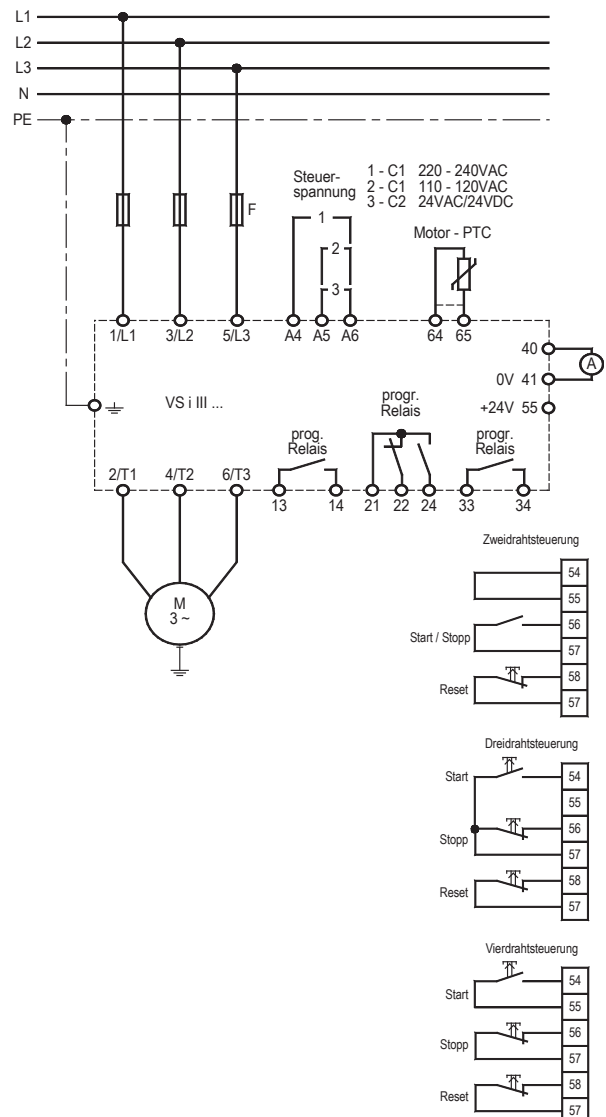 L1
L2
L3
N
PE
Steuer-
spannung
1 - C1 220 - 240VAC
2 - C1 110 - 120VAC
3 - C2 24VAC/24VDC
F
1
2
3
Motor - PTC
1/L1 3/L2 5/L3 A4 A5 A6 64 65
40
A
0V 41
+24V 55
VS i III ...
progr.
Relais
prog.
Relais
progr.
Relais
2/T1 4/T2 6/T3
13 14 21 22 24 33 34
M
3 ~
Zweidrahtsteuerung
54
55
56
Start / Stopp
57
58
Reset
57
Dreidrahtsteuerung
Start 54
55
56
Stopp
57
58
Reset
57
Vierdrahtsteuerung
54
Start
55
56
Stopp
57
58
Reset
57